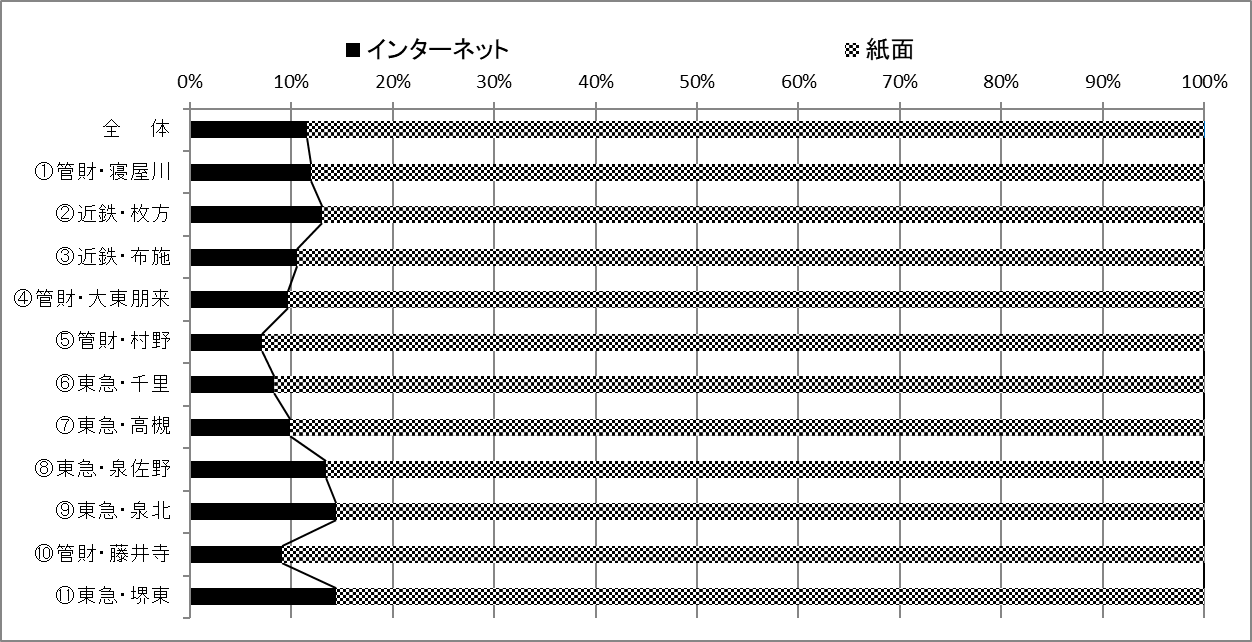 インターネット 紙面
0% 10% 20% 30% 40% 50% 60% 70% 80% 90% 100%
全 体
①管財・寝屋川
②近鉄・枚方
③近鉄・布施
④管財・大東朋来
⑤管財・村野
⑥東急・千里
⑦東急・高槻
⑧東急・泉佐野
⑨東急・泉北
⑩管財・藤井寺
⑪東急・堺東